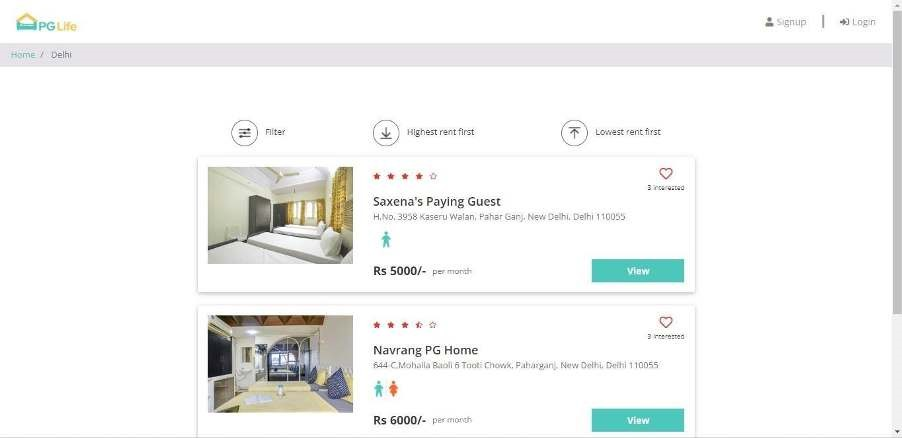 PG Life
Signup | Login
Home / Delhi
Filter
Highest rent first
Lowest rent first
3 interested
Saxena's Paying Guest
H.No. 3958 Kaseru Walan, Pahar Ganj, New Delhi, Delhi 110055
Rs 5000/- per month
View
3 interested
Navrang PG Home
644-C,Mohalla Baoli 6 Tooti Chowk, Paharganj, New Delhi, Delhi 110055
Rs 6000/- per month
View